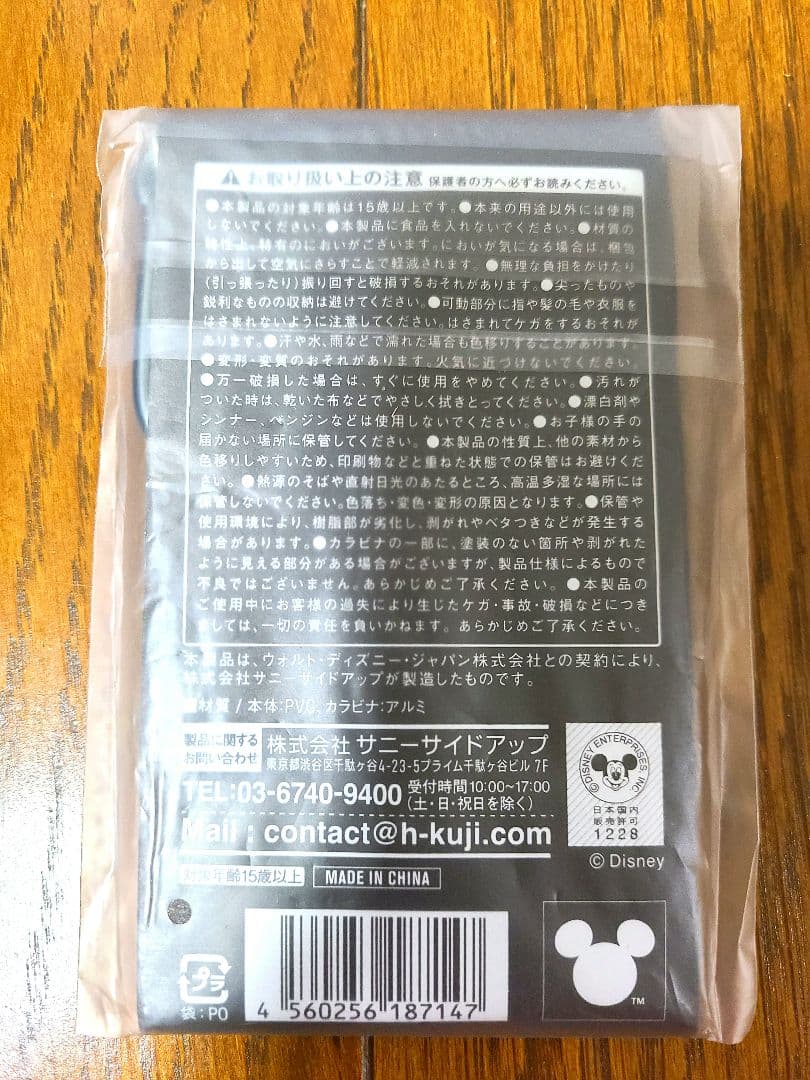 お取り扱い上の注意 保護者の方へ必ずお読みください。
●本製品の対象年齢は15歳以上です。●本来の用途以外には使用
しないでください。●本製品に食品を入れないでください。●材質の
特性上、特有のにおいがございます。においが気になる場合は、梱包
から出して空気にさらすことで軽減されます。●無理な負担をかけたり
(引っ張ったり)振り回すと破損するおそれがあります。●尖ったものや
鋭利なものの収納は避けてください。●可動部分に指や髪の毛や衣服を
はさまれないように注意してください。はさまれてケガをするおそれが
あります。●汗や水、雨などで濡れた場合も色移りすることがあります。
●変形・変質のおそれがあります。火気に近づけないでください。
●万一破損した場合は、すぐに使用をやめてください。●汚れが
ついた時は、乾いた布などでやさしく拭きとってください。●漂白剤や
シンナー、ベンジンなどは使用しないでください。●お子様の手の
届かない場所に保管してください。●本製品の性質上、他の素材から
色移りしやすいため、印刷物などと重ねた状態での保管はお避けくだ
さい。●熱源のそばや直射日光のあたるところ、高温多湿な場所には
保管しないでください。色落ち・変色・変形の原因となります。●保管や
使用環境により、樹脂部が劣化し、剥がれやベタつきなどが発生する
場合があります。●カラビナの一部に、塗装のない箇所や剥がれた
ように見える部分がある場合がございますが、製品仕様によるもので
不良ではございません。あらかじめご了承ください。●本製品の
ご使用中にお客様の過失により生じたケガ・事故・破損などにつき
ましては、一切の責任を負いかねます。あらかじめご了承ください。
本製品は、ウォルト・ディズニー・ジャパン株式会社との契約により、
株式会社サニーサイドアップが製造したものです。
材質 / 本体:PVC、カラビナ:アルミ
製品に関する
お問い合わせ
株式会社 サニーサイドアップ
東京都渋谷区千駄ヶ谷4-23-5プライム千駄ヶ谷ビル 7F
TEL:03-6740-9400 受付時間10:00~17:00
(土・日・祝日を除く)
Mail : contact@h-kuji.com
©DISNEY ENTERPRISES INC.
日本国内
販売許可
1228
© Disney
対象年齢15歳以上
MADE IN CHINA
プラ
袋:PO
4 560256 187147
TM